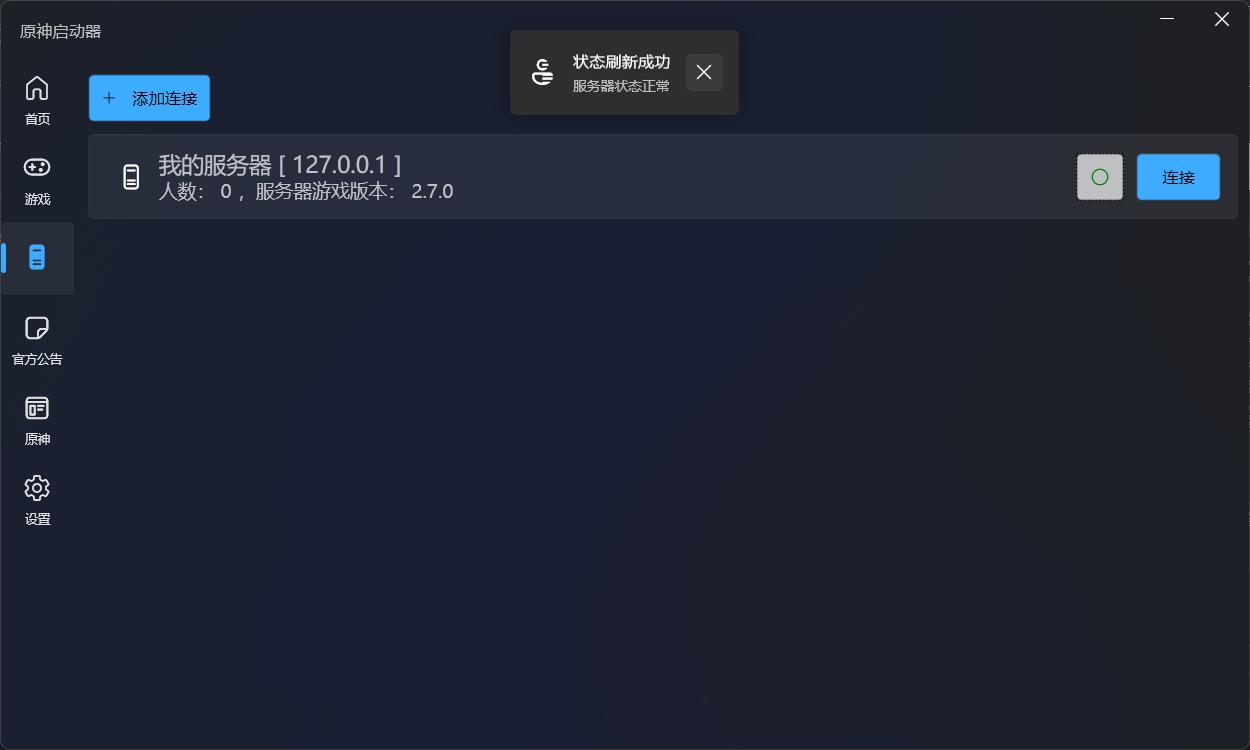 原神启动器
状态刷新成功
服务器状态正常
首页
添加连接
我的服务器 [ 127.0.0.1 ]
人数： 0 ，服务器游戏版本： 2.7.0
连接
游戏
官方公告
原神
设置